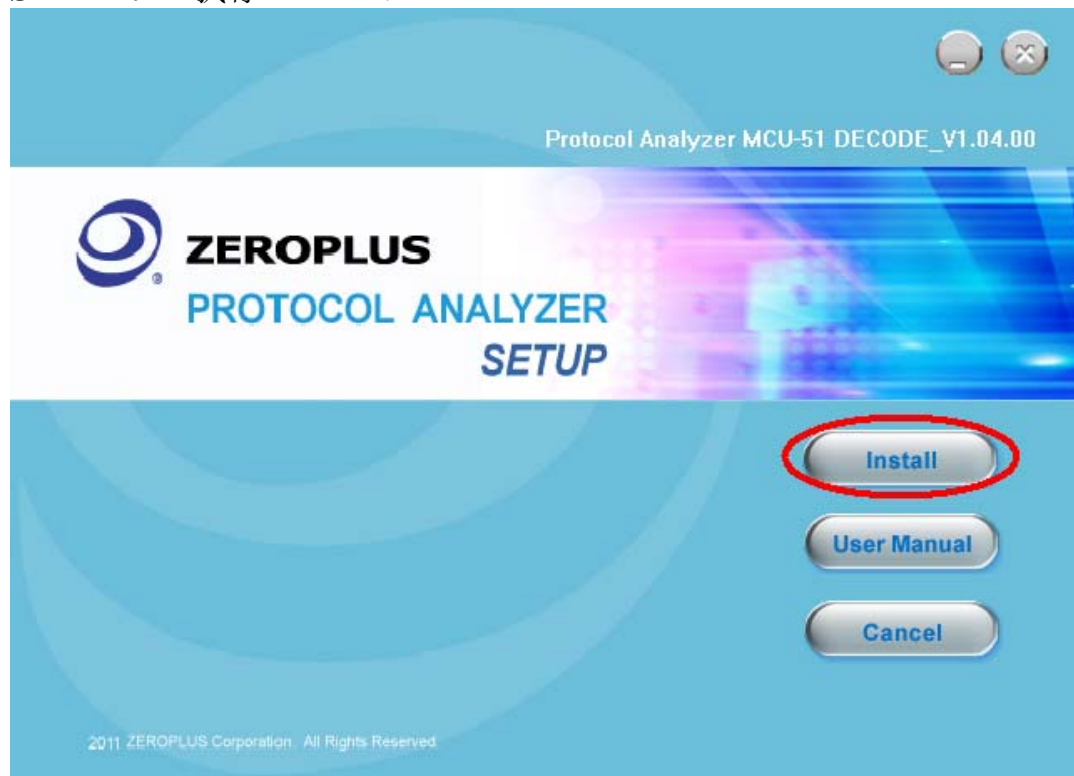 Protocol Analyzer MCU-51 DECODE_V1.04.00
ZEROPLUS
®
PROTOCOL ANALYZER
SETUP
Install
User Manual
Cancel
2011 ZEROPLUS Corporation. All Rights Reserved.